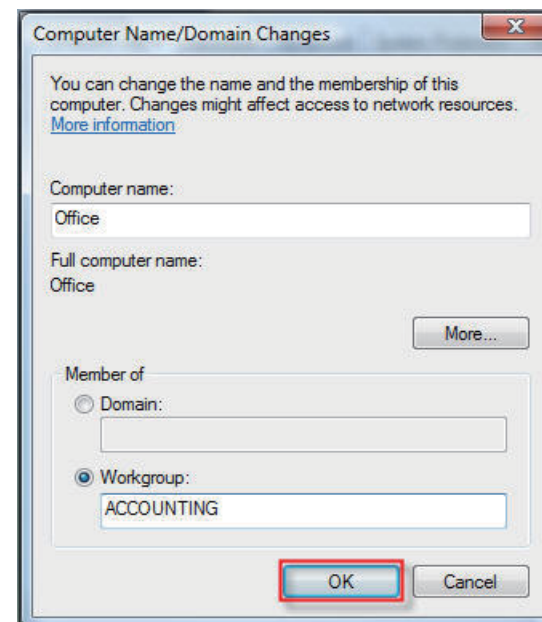 Computer Name/Domain Changes
You can change the name and the membership of this
computer. Changes might affect access to network resources.
More information
Computer name:
Office
Full computer name:
Office
More...
Member of
Domain:
Workgroup:
ACCOUNTING
OK Cancel